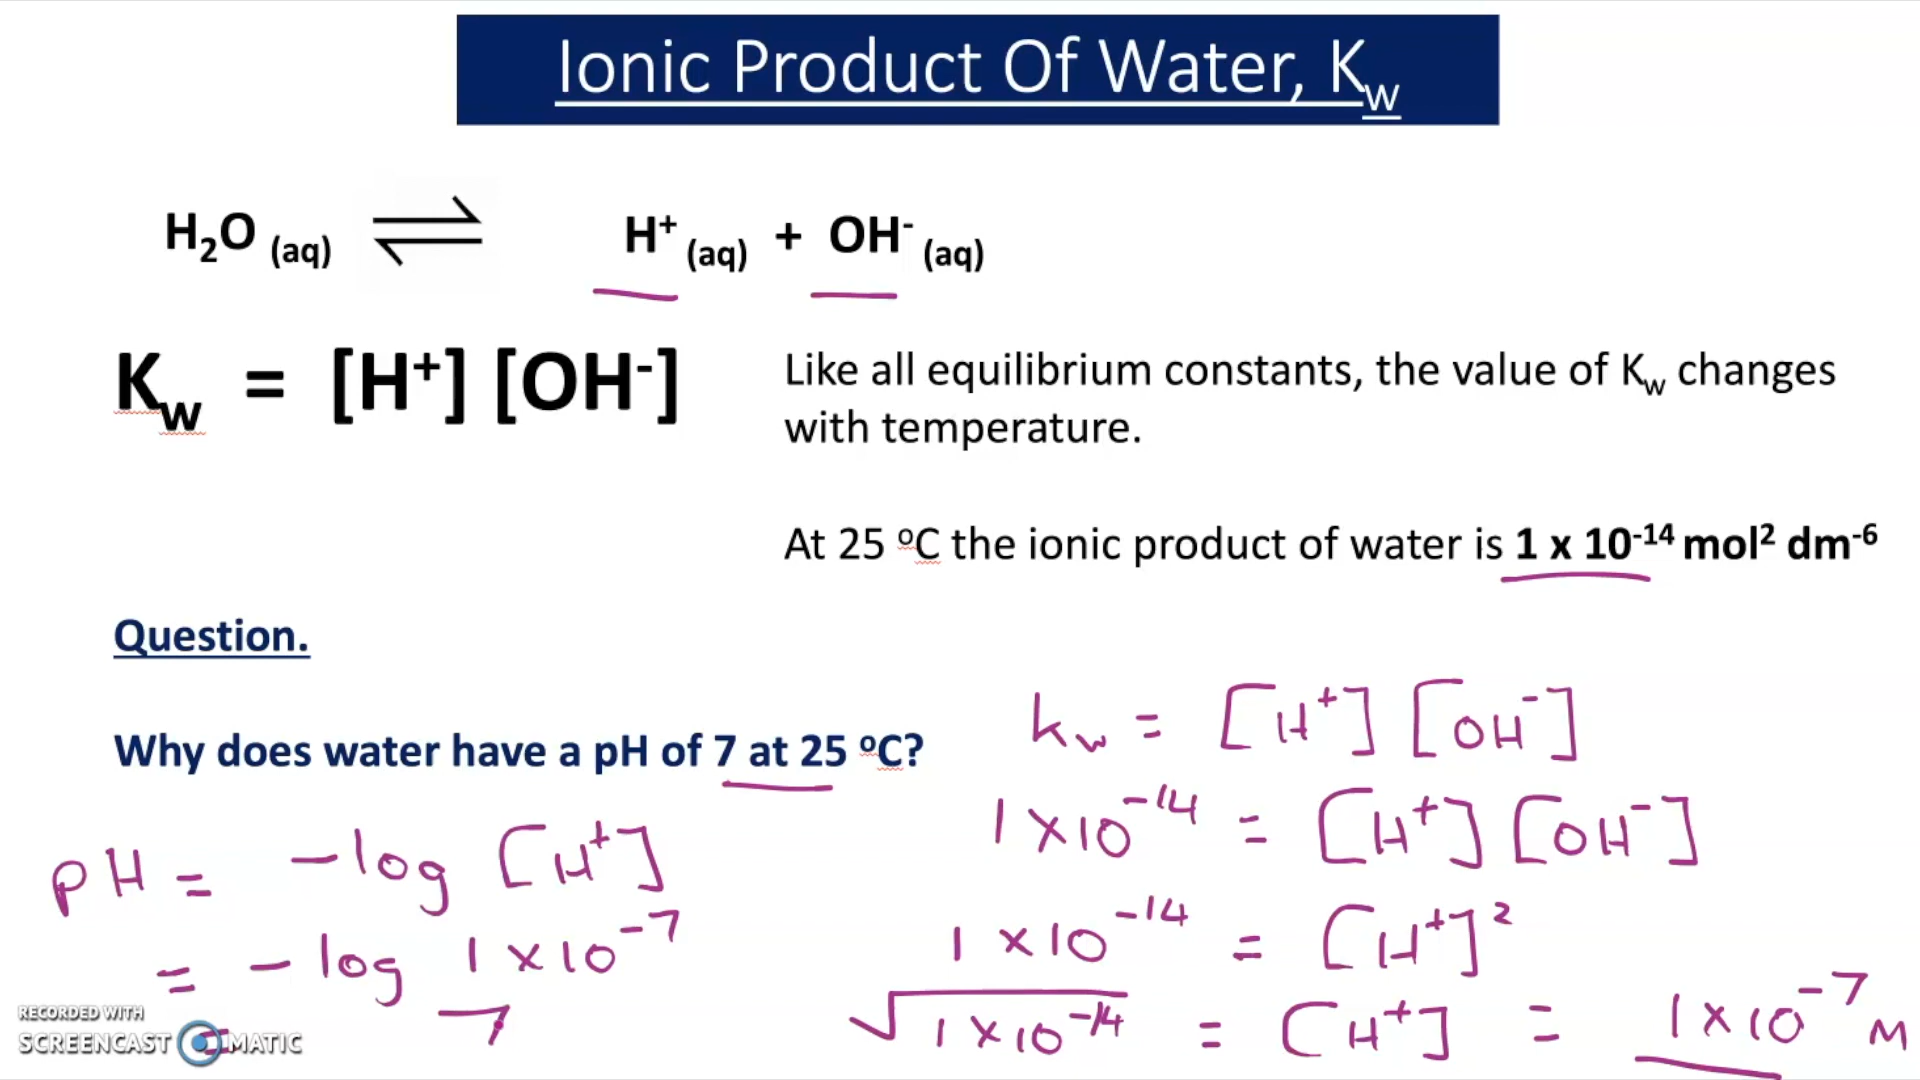 Ionic Product Of Water, Kw
H₂O (aq) ⇌ H⁺ (aq) + OH⁻ (aq)
Kw = [H⁺] [OH⁻]
Like all equilibrium constants, the value of Kw changes
with temperature.
At 25 ºC the ionic product of water is 1 x 10⁻¹⁴ mol² dm⁻⁶
Question.
Why does water have a pH of 7 at 25 ºC?
pH = -log [H⁺]
= -log 1 x 10⁻⁷
= 7
kw = [H⁺] [OH⁻]
1 x 10⁻¹⁴ = [H⁺] [OH⁻]
1 x 10⁻¹⁴ = [H⁺]²
√1 x 10⁻¹⁴ = [H⁺] = 1 x 10⁻⁷ M
RECORDED WITH
SCREENCAST MATIC